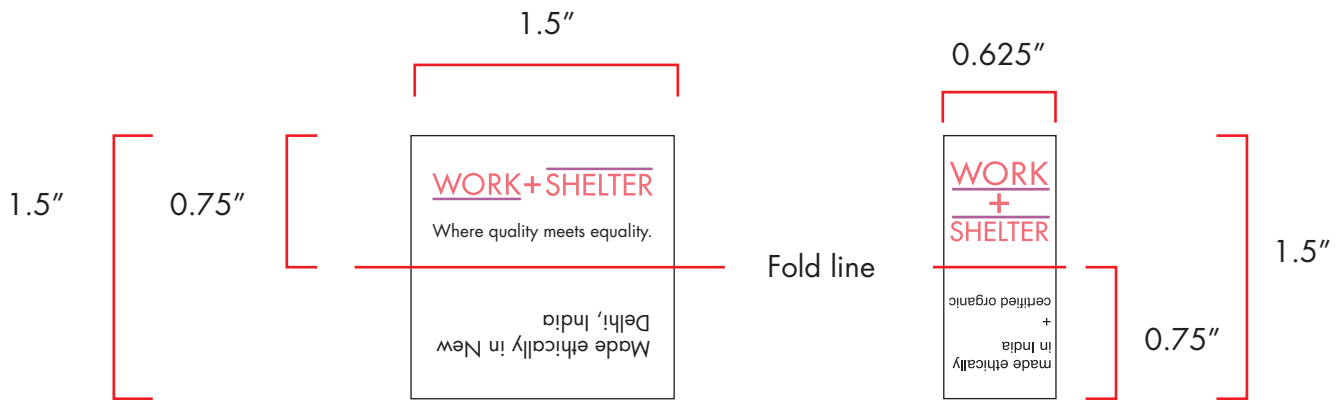 1.5”
0.625”
1.5”
0.75”
WORK+SHELTER
Where quality meets equality.
Fold line
Made ethically in New
Delhi, India
WORK
+
SHELTER
made ethically
in India
+
certified organic
0.75”
1.5”